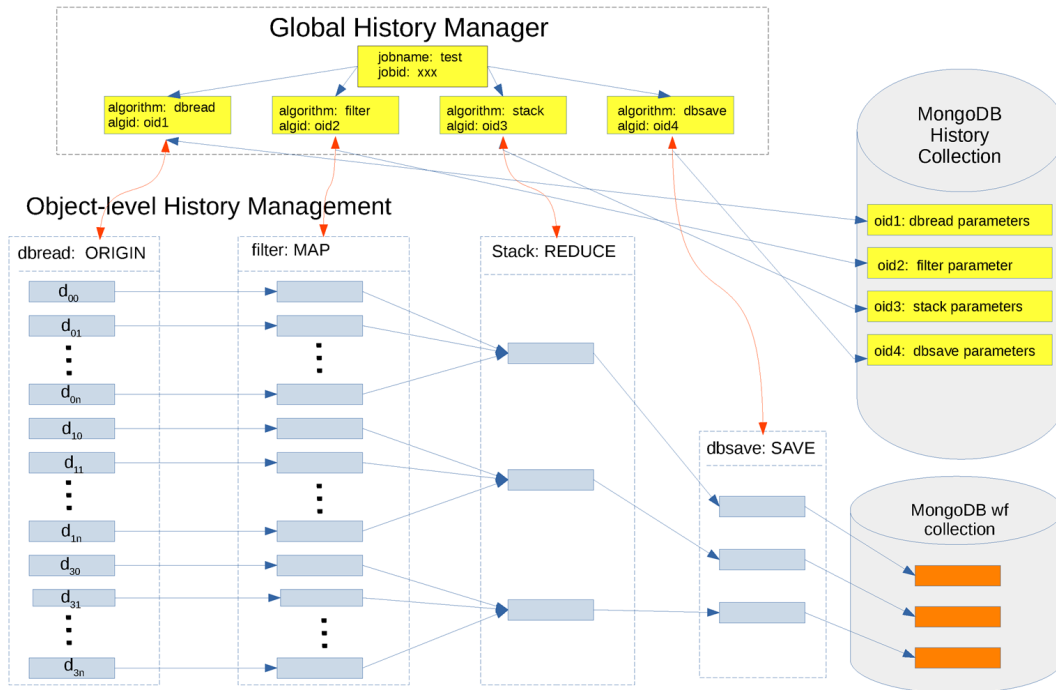 Global History Manager
jobname: test
jobid: xxx
algorithm: dbread
algid: oid1
algorithm: filter
algid: oid2
algorithm: stack
algid: oid3
algorithm: dbsave
algid: oid4
MongoDB
History
Collection
oid1: dbread parameters
oid2: filter parameter
oid3: stack parameters
oid4: dbsave parameters
Object-level History Management
dbread: ORIGIN
filter: MAP
Stack: REDUCE
dbsave: SAVE
d00
d01
d0n
d10
d11
d1n
d30
d31
d3n
MongoDB wf
collection